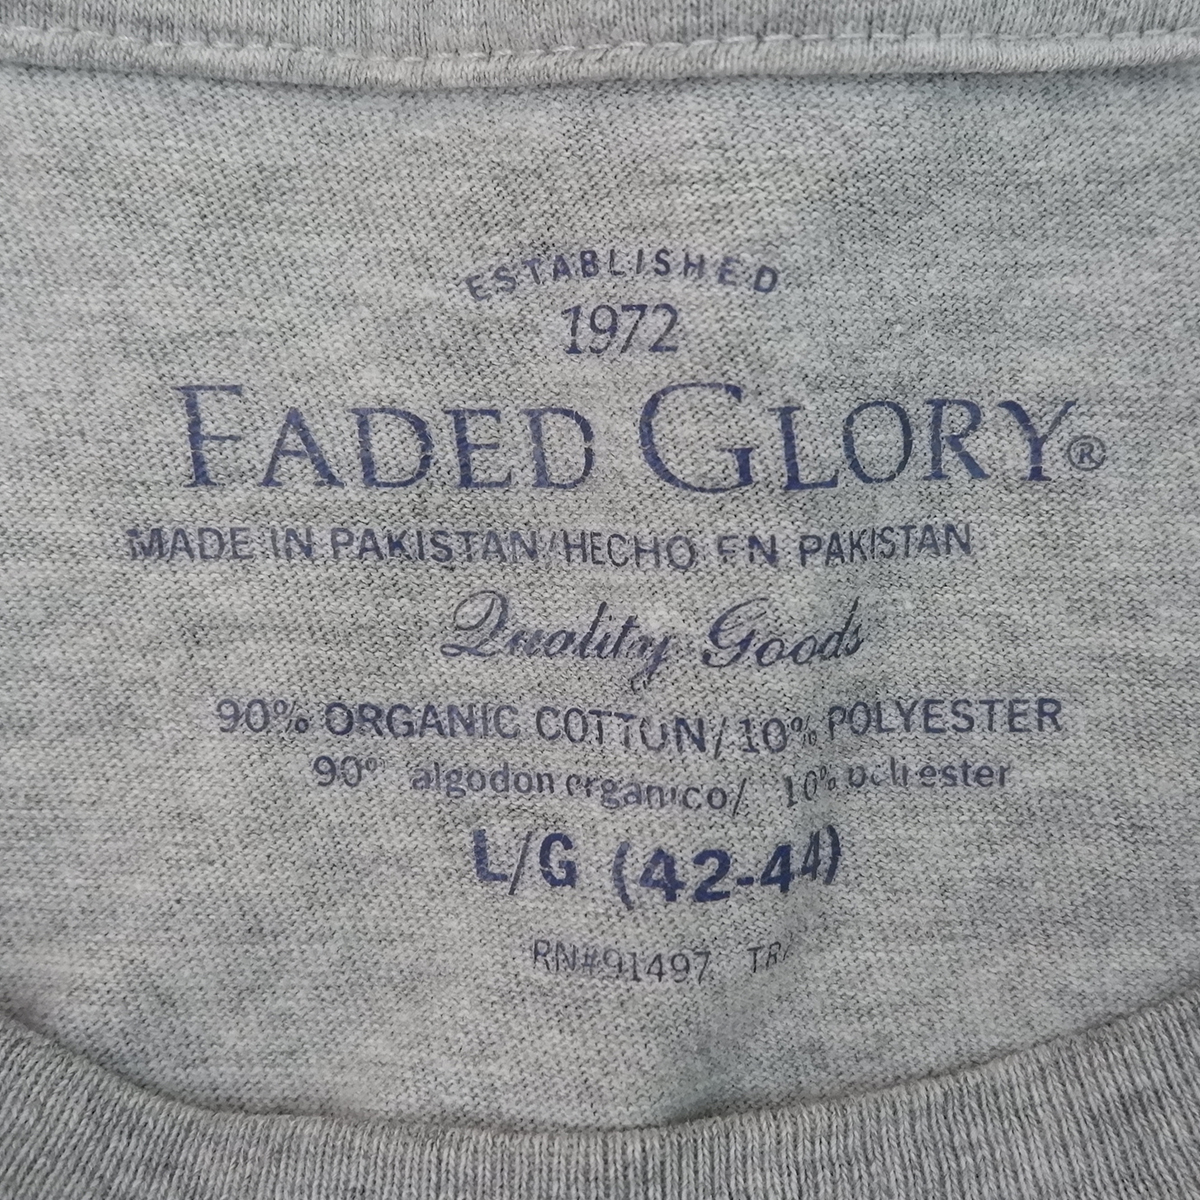 ESTABLISHED
1972
FADED GLORY®
MADE IN PAKISTAN/HECHO EN PAKISTAN
Quality Goods
90% ORGANIC COTTON/10% POLYESTER
90% algodon organico/ 10% poliester
L/G (42-44)
RN#91497